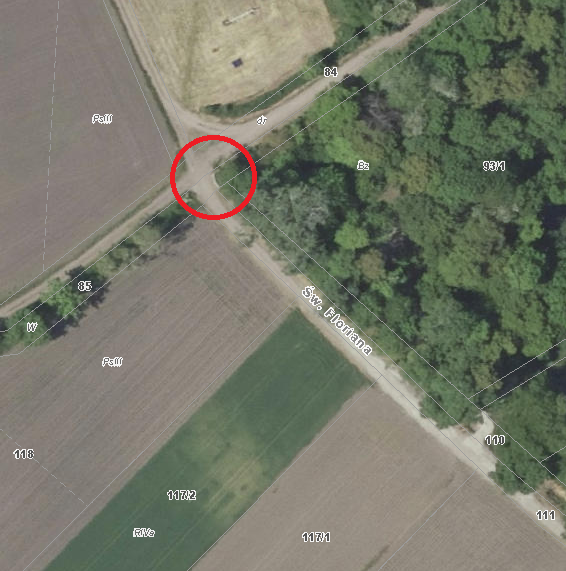 84
PsIII
dr
Bz
93/1
85
Św. Floriana
W
PsIII
118
110
117/2
111
RIVa
117/1